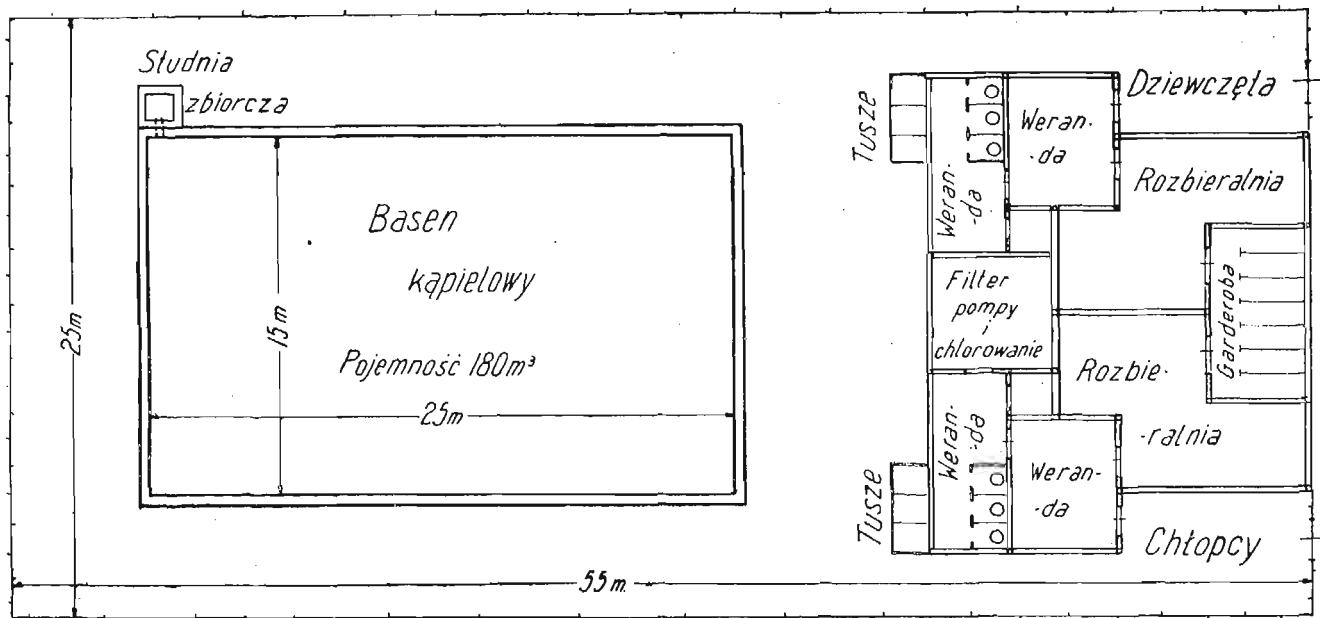 Studnia
zbiorcza
Basen
kąpielowy
Pojemność 180m³
25m
15m
25m
55m.
Tusze
Weran-
-da
Weran-
-da
Dziewczęta
Rozbieralnia
Filter
pompy
i
chlorowanie
Garderoba
Rozbie-
-ralnia
Weran-
-da
Weran-
-da
Tusze
Chłopcy